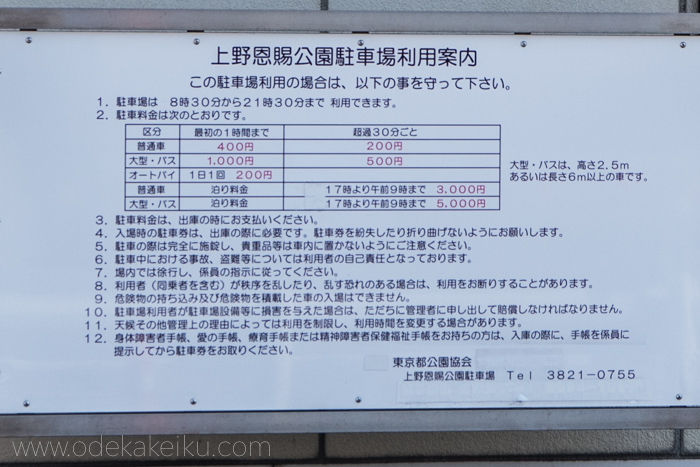 上野恩賜公園駐車場利用案内
この駐車場利用の場合は、以下の事を守って下さい。
1. 駐車場は 8時30分から21時30分まで 利用できます。
2. 駐車料金は次のとおりです。
区分 最初の1時間まで 超過30分ごと
普通車 400円 200円
大型・バス 1,000円 500円
オートバイ 1日1回 200円
普通車 泊り料金 17時より午前9時まで 3,000円
大型・バス 泊り料金 17時より午前9時まで 5,000円
大型・バスは、高さ2.5m
あるいは長さ6m以上の車です。
3. 駐車料金は、出庫の時にお支払いください。
4. 入場時の駐車券は、出庫の際に必要です。駐車券を紛失したり折り曲げないようにお願いします。
5. 駐車の際は完全に施錠し、貴重品等は車内に置かないようにご注意ください。
6. 駐車中における事故、盗難等については利用者の自己責任となっております。
7. 場内では徐行し、係員の指示に従ってください。
8. 利用者（同乗者を含む）が秩序を乱したり、乱す恐れのある場合は、利用をお断りすることがあります。
9. 危険物の持ち込み及び危険物を積載した車の入場はできません。
10. 駐車場利用者が駐車場設備等に損害を与えた場合は、ただちに管理者に申し出して賠償しなければなりません。
11. 天候その他管理上の理由によっては利用を制限し、利用時間を変更する場合があります。
12. 身体障害者手帳、愛の手帳、療育手帳または精神障害者保健福祉手帳をお持ちの方は、入庫の際に、手帳を係員に
提示してから駐車券をお取りください。
東京都公園協会
上野恩賜公園駐車場 Tel 3821-0755
www.odekakeiku.com